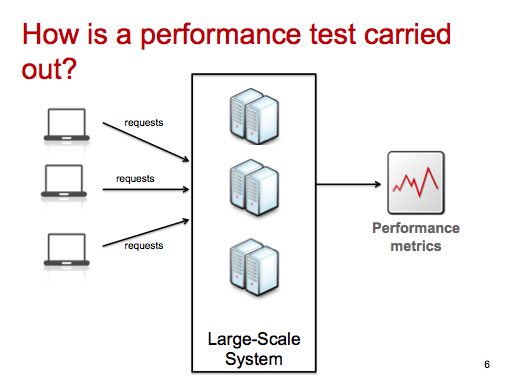 How is a performance test carried
out?
requests
requests
requests
Large-Scale
System
Performance
metrics
6